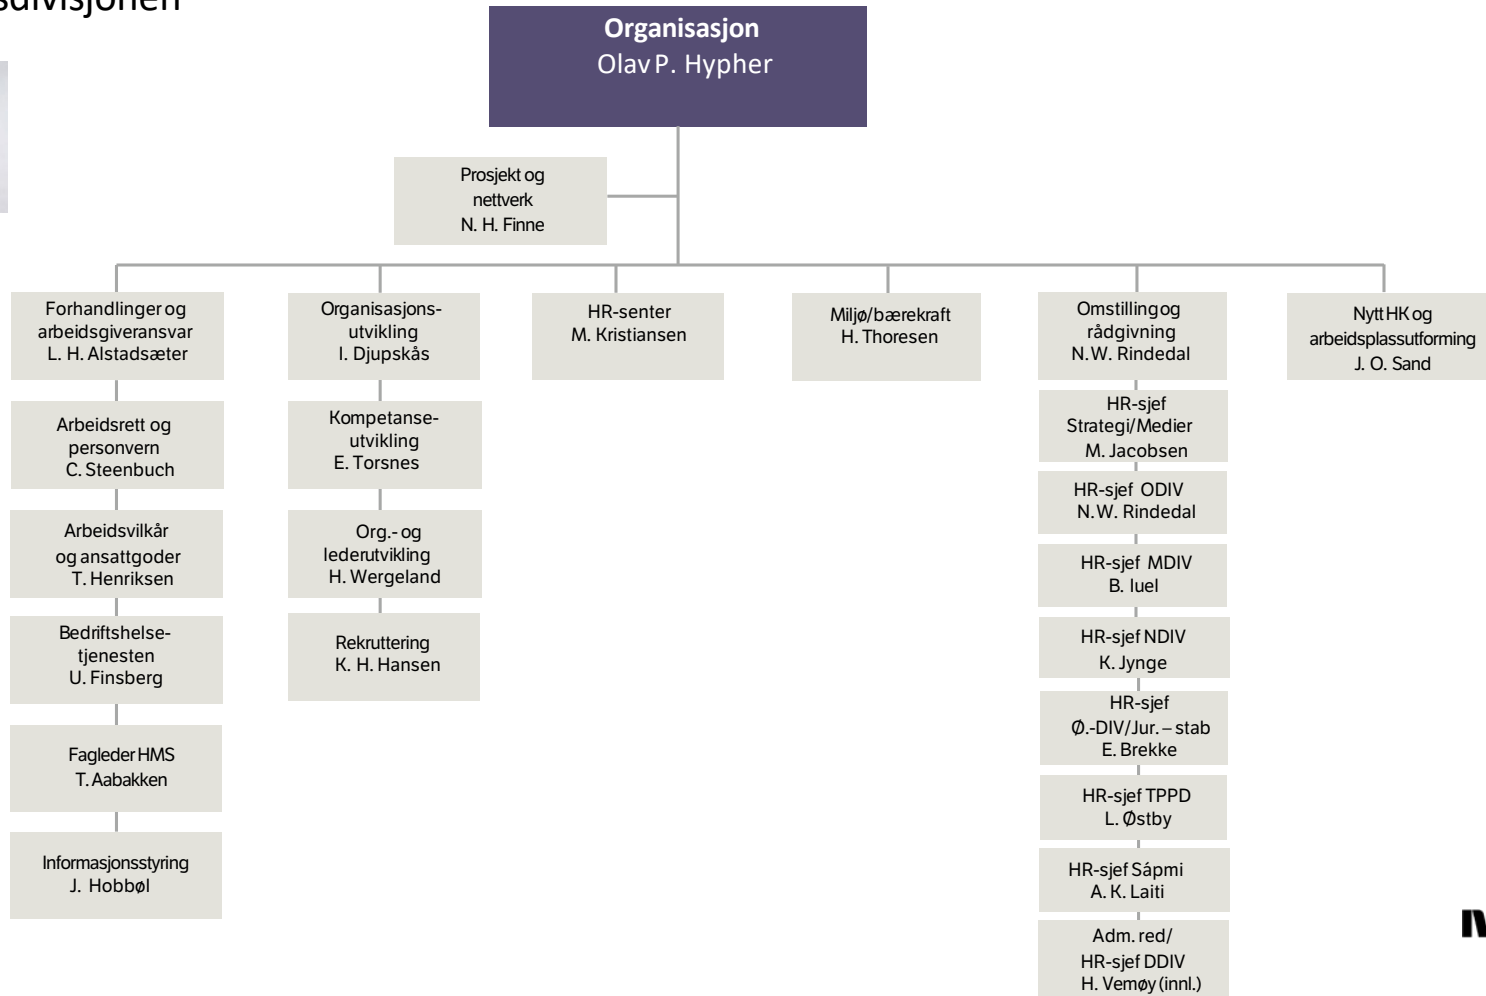 sdivisjonen
Organisasjon
Olav P. Hypher
Prosjekt og
nettverk
N. H. Finne
Forhandlinger og
arbeidsgiveransvar
L. H. Alstadsæter
Organisasjons-
utvikling
I. Djupskås
HR-senter
M. Kristiansen
Miljø/bærekraft
H. Thoresen
Omstilling og
rådgivning
N.W. Rindedal
Nytt HK og
arbeidsplassutforming
J. O. Sand
Arbeidsrett og
personvern
C. Steenbuch
Arbeidsvilkår
og ansattgoder
T. Henriksen
Bedriftshelse-
tjenesten
U. Finsberg
Fagleder HMS
T. Aabakken
Informasjonsstyring
J. Hobbøl
Kompetanse-
utvikling
E. Torsnes
Org.- og
lederutvikling
H. Wergeland
Rekruttering
K. H. Hansen
HR-sjef
Strategi/Medier
M. Jacobsen
HR-sjef ODIV
N.W. Rindedal
HR-sjef MDIV
B. Iuel
HR-sjef NDIV
K. Jynge
HR-sjef
Ø.-DIV/Jur. – stab
E. Brekke
HR-sjef TPPD
L. Østby
HR-sjef Sápmi
A. K. Laiti
Adm. red/
HR-sjef DDIV
H. Vemøy (innl.)